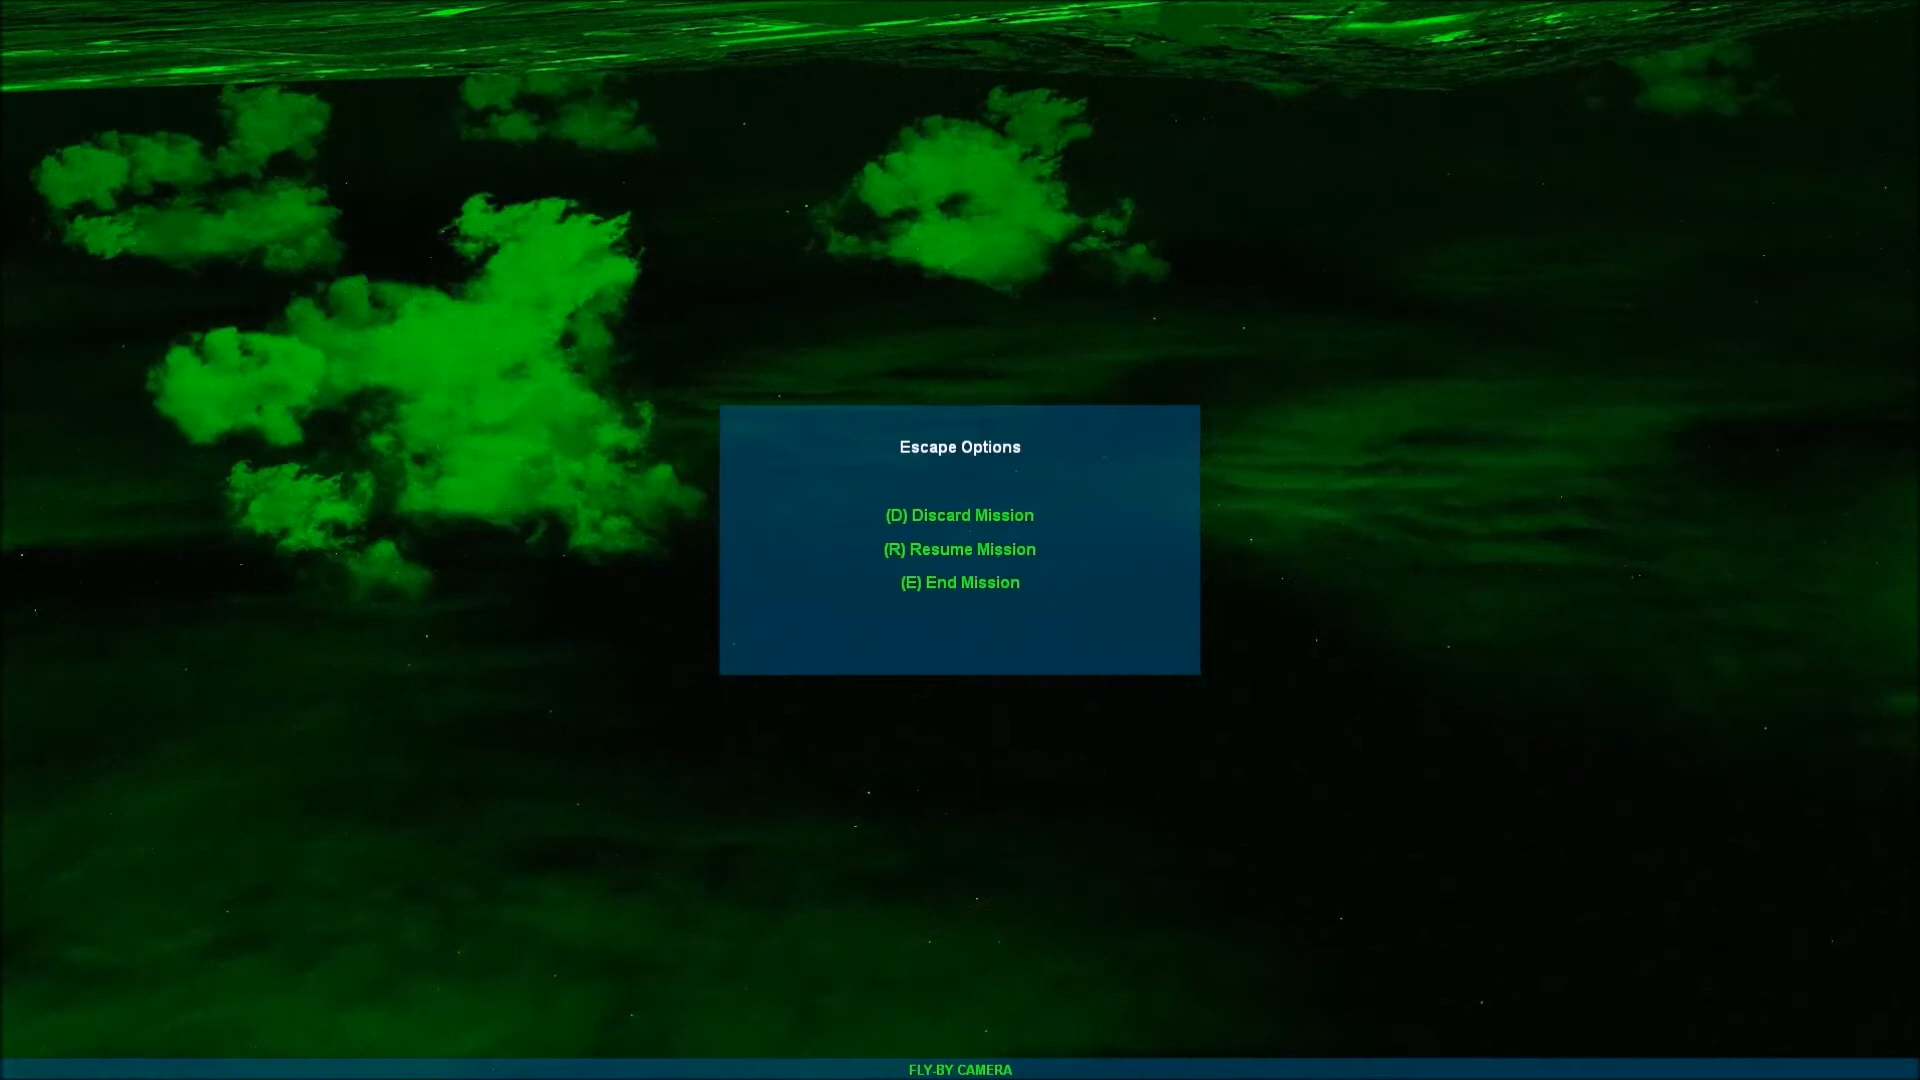 Escape Options
(D) Discard Mission
(R) Resume Mission
(E) End Mission
FLY-BY CAMERA